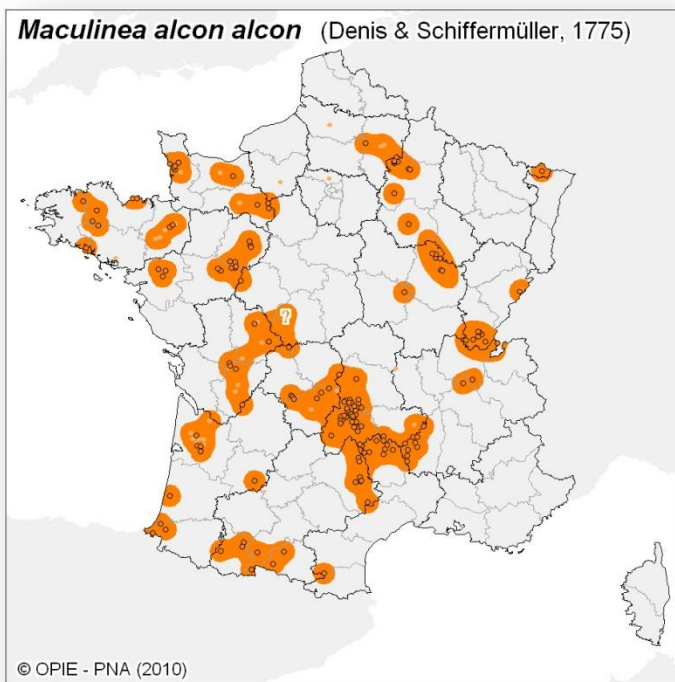 Maculinea alcon alcon (Denis & Schiffermüller, 1775)
?
© OPIE - PNA (2010)